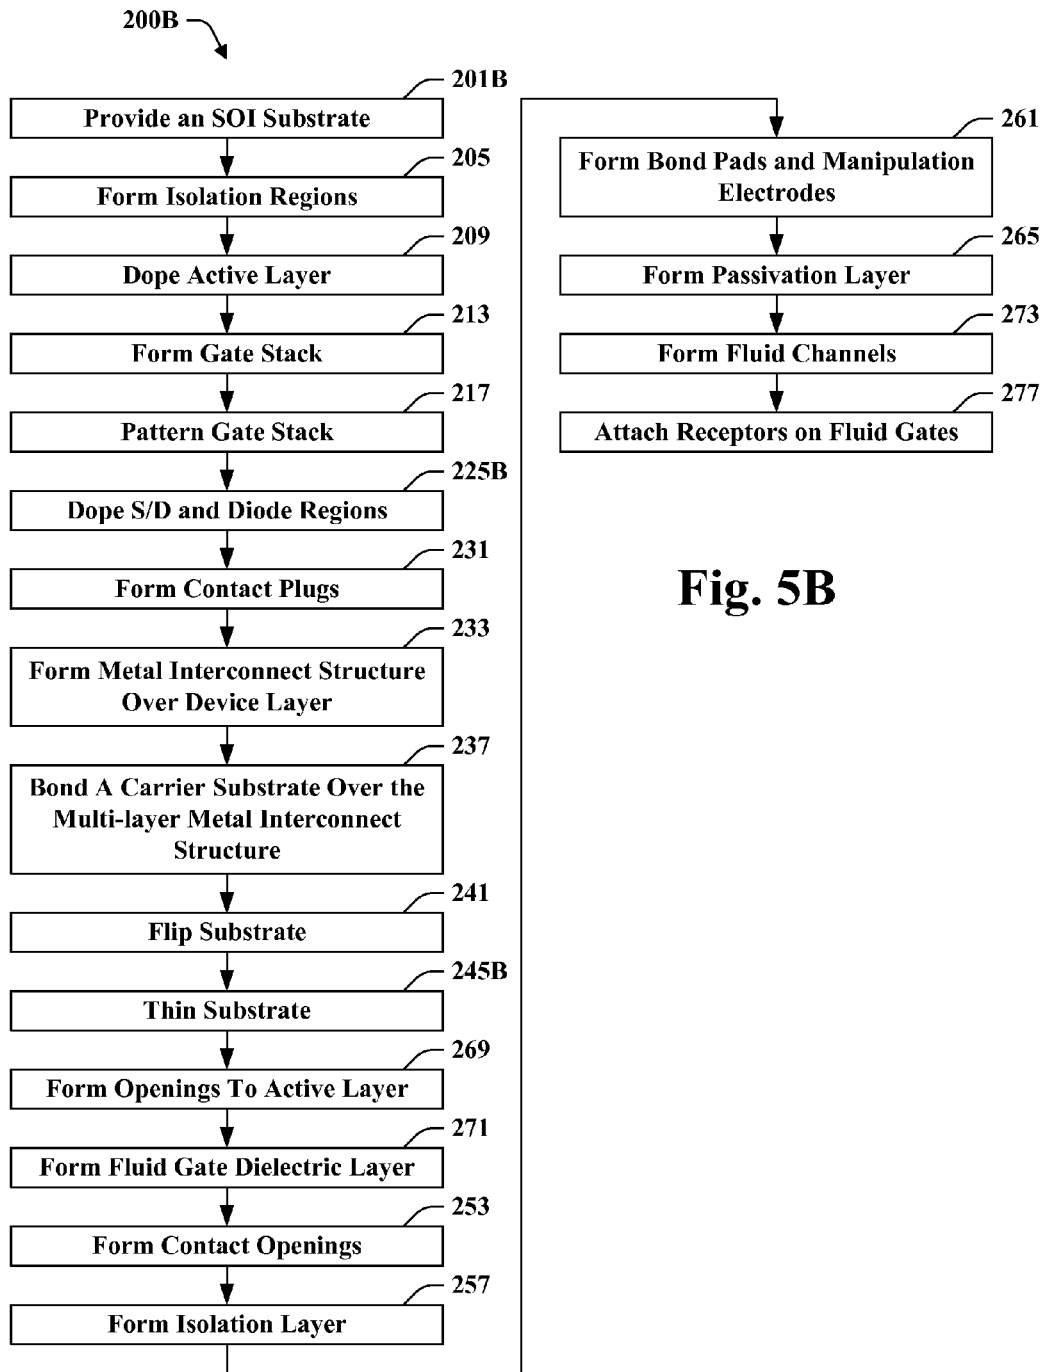 200B
201B
Provide an SOI Substrate
205
Form Isolation Regions
209
Dope Active Layer
213
Form Gate Stack
217
Pattern Gate Stack
225B
Dope S/D and Diode Regions
231
Form Contact Plugs
233
Form Metal Interconnect Structure
Over Device Layer
237
Bond A Carrier Substrate Over the
Multi-layer Metal Interconnect
Structure
241
Flip Substrate
245B
Thin Substrate
269
Form Openings To Active Layer
271
Form Fluid Gate Dielectric Layer
253
Form Contact Openings
257
Form Isolation Layer
261
Form Bond Pads and Manipulation
Electrodes
265
Form Passivation Layer
273
Form Fluid Channels
277
Attach Receptors on Fluid Gates
Fig. 5B